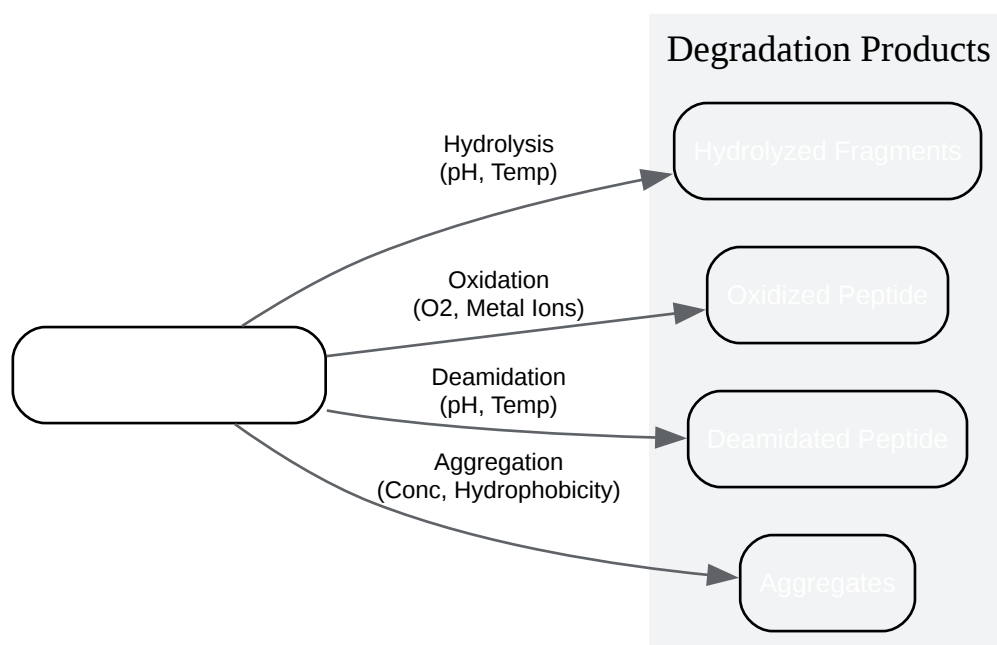 Degradation Products
Hydrolysis
(pH, Temp)
Hydrolyzed Fragments
Oxidation
(O2, Metal Ions)
Oxidized Peptide
Deamidation
(pH, Temp)
Deamidated Peptide
Aggregation
(Conc, Hydrophobicity)
Aggregates